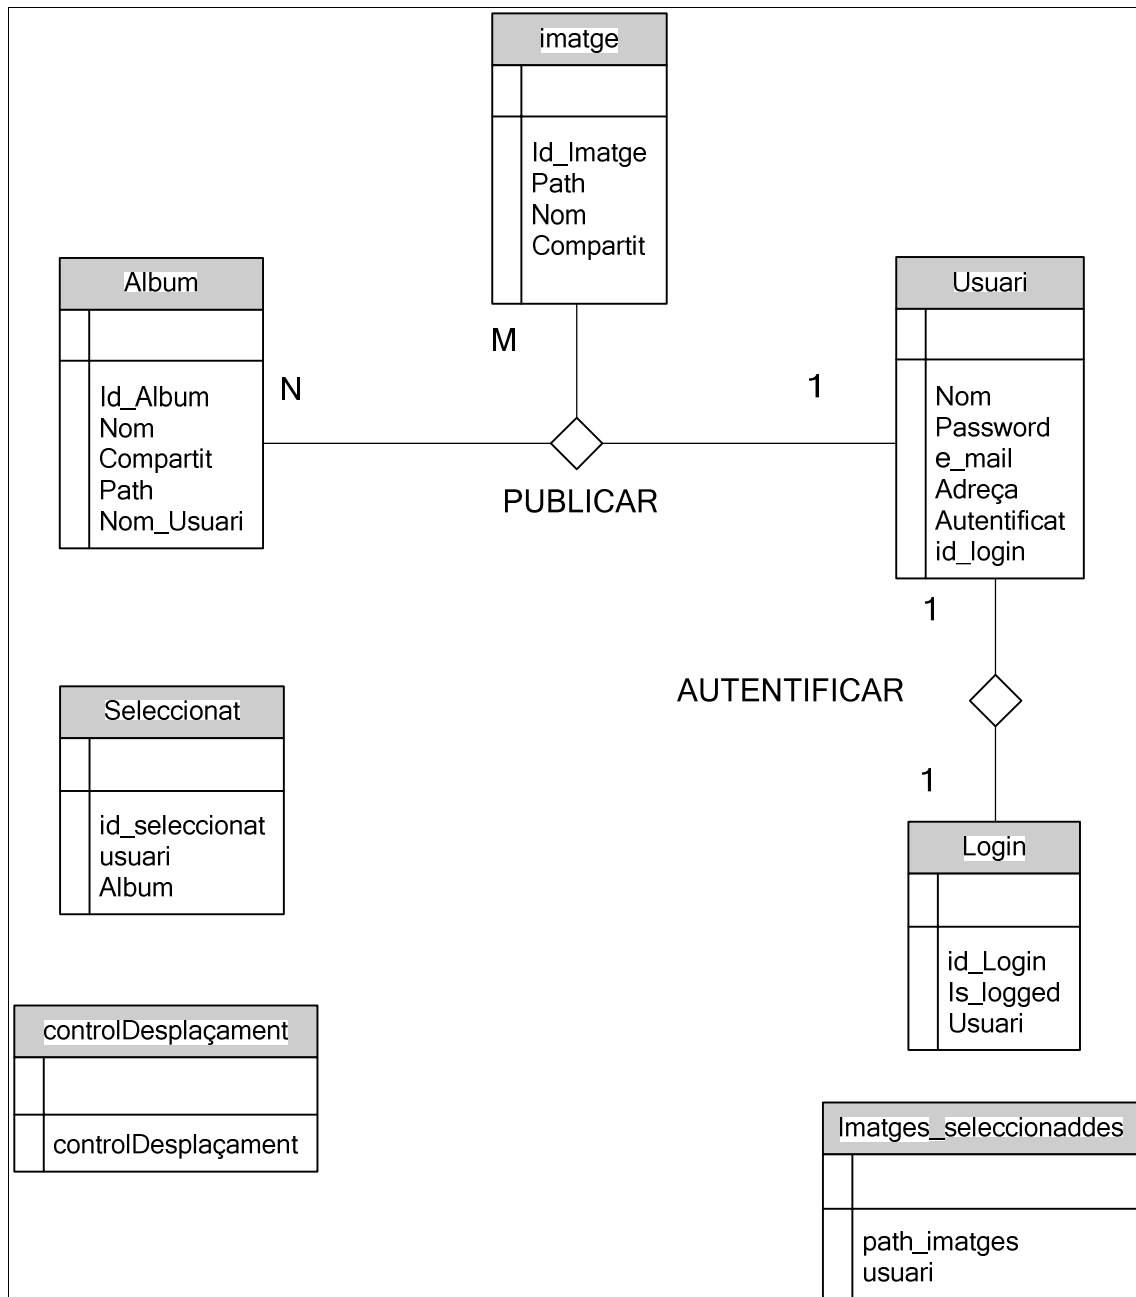 imatge
Id_Imatge
Path
Nom
Compartit
Album
Id_Album
Nom
Compartit
Path
Nom_Usuari
Usuari
Nom
Password
e_mail
Adreça
Autentificat
id_login
M
N
1
PUBLICAR
1
AUTENTIFICAR
1
Seleccionat
id_seleccionat
usuari
Album
Login
id_Login
Is_logged
Usuari
controlDesplaçament
controlDesplaçament
Imatges_seleccionaddes
path_imatges
usuari